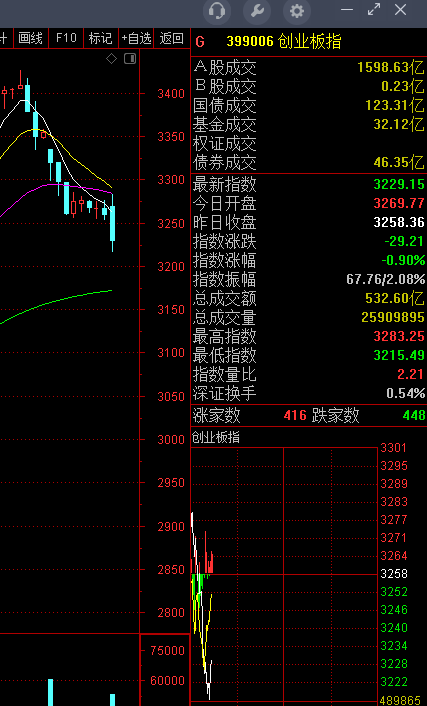 画线 F10 标记 +自选 返回
G 399006 创业板指
A股成交 1598.63亿
B股成交 0.23亿
国债成交 123.31亿
基金成交 32.12亿
权证成交
债券成交 46.35亿
最新指数 3229.15
今日开盘 3269.77
昨日收盘 3258.36
指数涨跌 -29.21
指数涨幅 -0.90%
指数振幅 67.76/2.08%
总成交额 532.60亿
总成交量 25909895
最高指数 3283.25
最低指数 3215.49
指数量比 2.21
深证换手 0.54%
涨家数 416 跌家数 448
创业板指
3400
3350
3300
3250
3200
3150
3100
3050
3000
2950
2900
2850
2800
75000
60000
3301
3295
3289
3283
3277
3271
3264
3258
3252
3246
3240
3234
3228
3222
489865